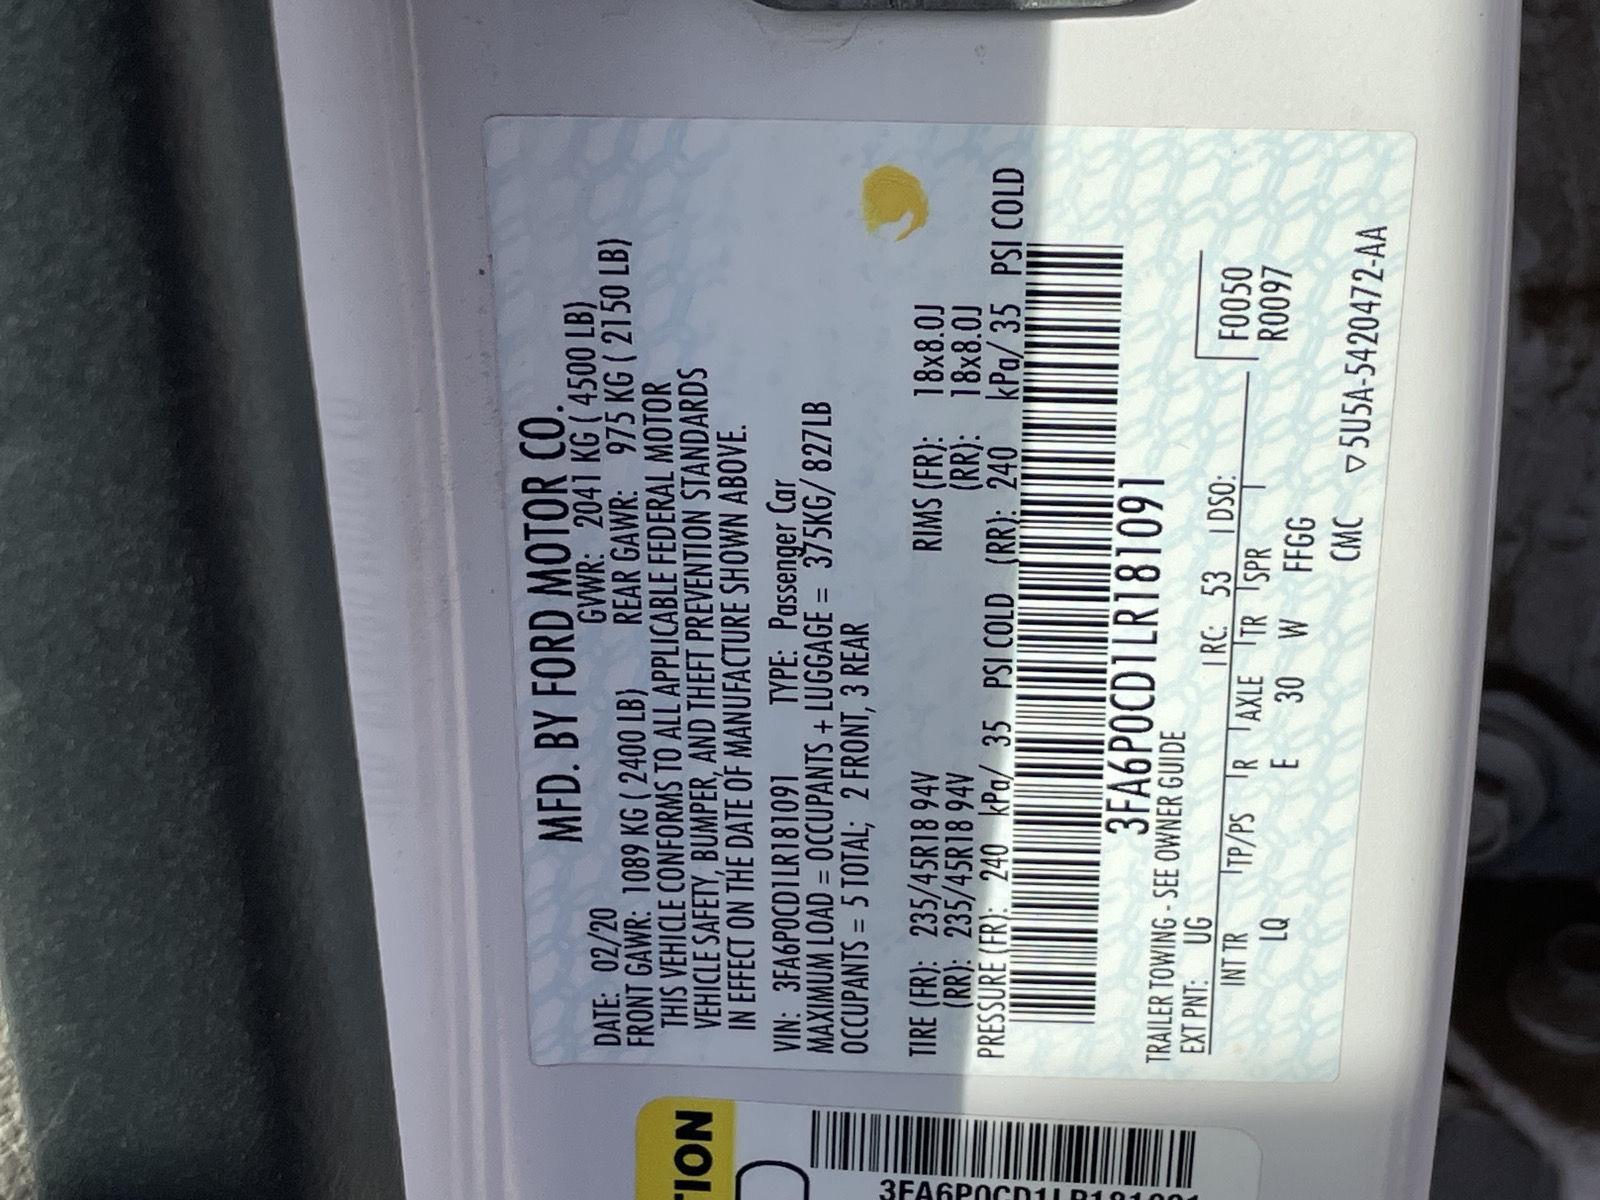 MFD. BY FORD MOTOR CO.
DATE: 02/20 GVWR: 2041 KG ( 4500 LB)
FRONT GAWR: 1089 KG ( 2400 LB) REAR GAWR: 975 KG ( 2150 LB)
THIS VEHICLE CONFORMS TO ALL APPLICABLE FEDERAL MOTOR
VEHICLE SAFETY, BUMPER, AND THEFT PREVENTION STANDARDS
IN EFFECT ON THE DATE OF MANUFACTURE SHOWN ABOVE.
VIN: 3FA6P0CD1LR181091 TYPE: Passenger Car
MAXIMUM LOAD = OCCUPANTS + LUGGAGE = 375KG/ 827LB
OCCUPANTS = 5 TOTAL; 2 FRONT, 3 REAR
TIRE (FR): 235/45R18 94V RIMS (FR): 18x8.0J
(RR): 235/45R18 94V (RR): 18x8.0J
PRESSURE (FR): 240 kPa/ 35 PSI COLD (RR): 240 kPa/ 35 PSI COLD
3FA6P0CD1LR181091
TRAILER TOWING - SEE OWNER GUIDE
EXT PNT: UG RC: 53 DSO:
F0050
R0097
INT TR TP/PS R AXLE TR SPR
LQ E 30 W FFGG
CMC ▽5U5A-5420472-AA
TION
3FA6P0CD1LR181091